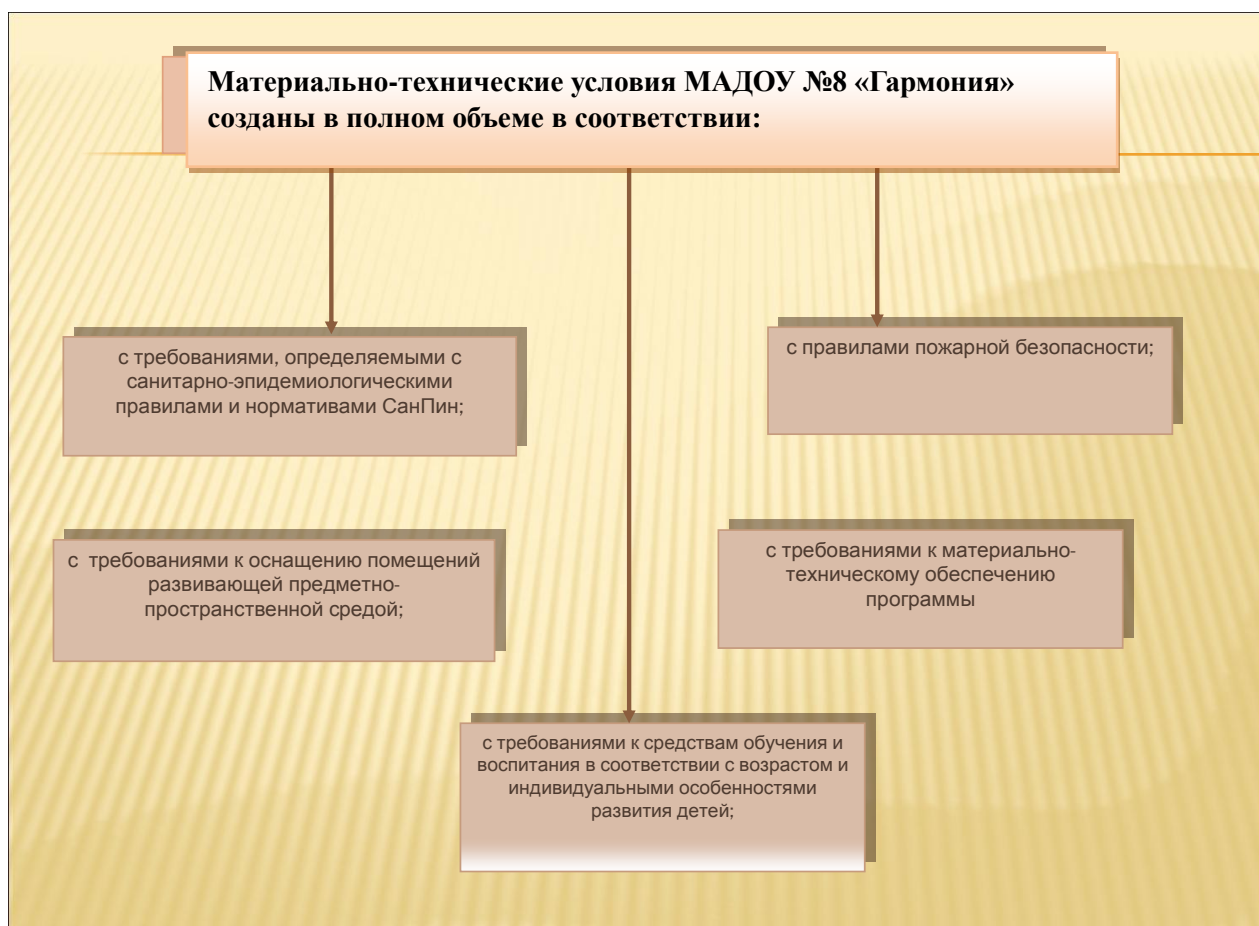 Материально-технические условия МАДОУ №8 «Гармония»
созданы в полном объеме в соответствии:
с требованиями, определяемыми с
санитарно-эпидемиологическими
правилами и нормативами СанПин;
с правилами пожарной безопасности;
с требованиями к оснащению помещений
развивающей предметно-
пространственной средой;
с требованиями к материально-
техническому обеспечению
программы
с требованиями к средствам обучения и
воспитания в соответствии с возрастом и
индивидуальными особенностями
развития детей;